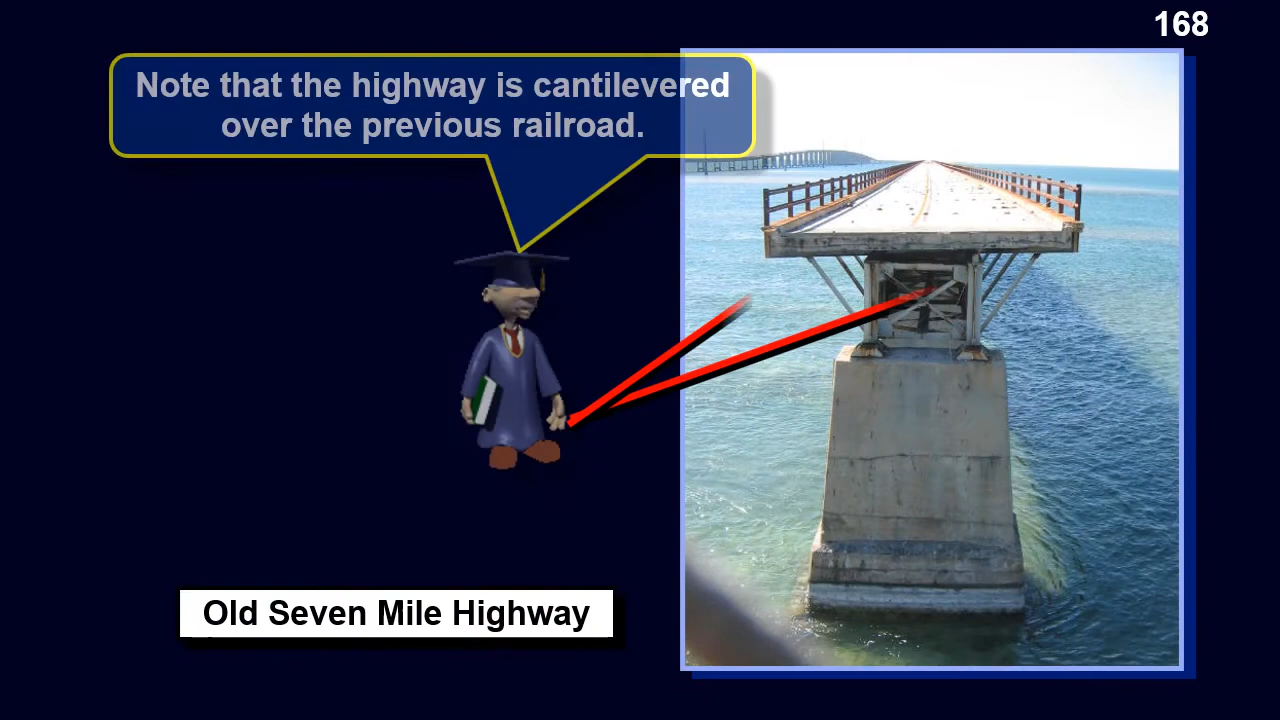 168
Note that the highway is cantilevered
over the previous railroad.
Old Seven Mile Highway